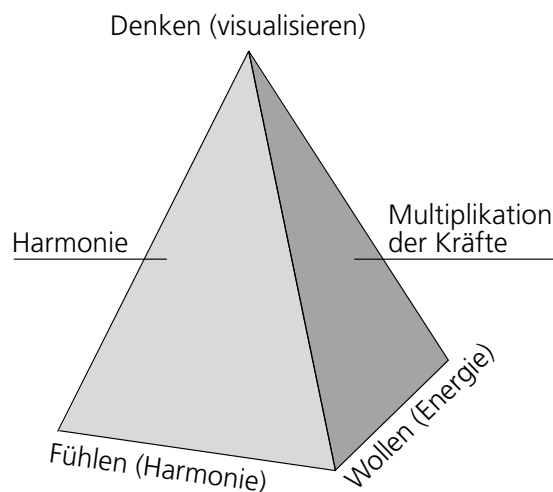 Denken (visualisieren)
Multiplikation
der Kräfte
Harmonie
Fühlen (Harmonie)
Wollen (Energie)